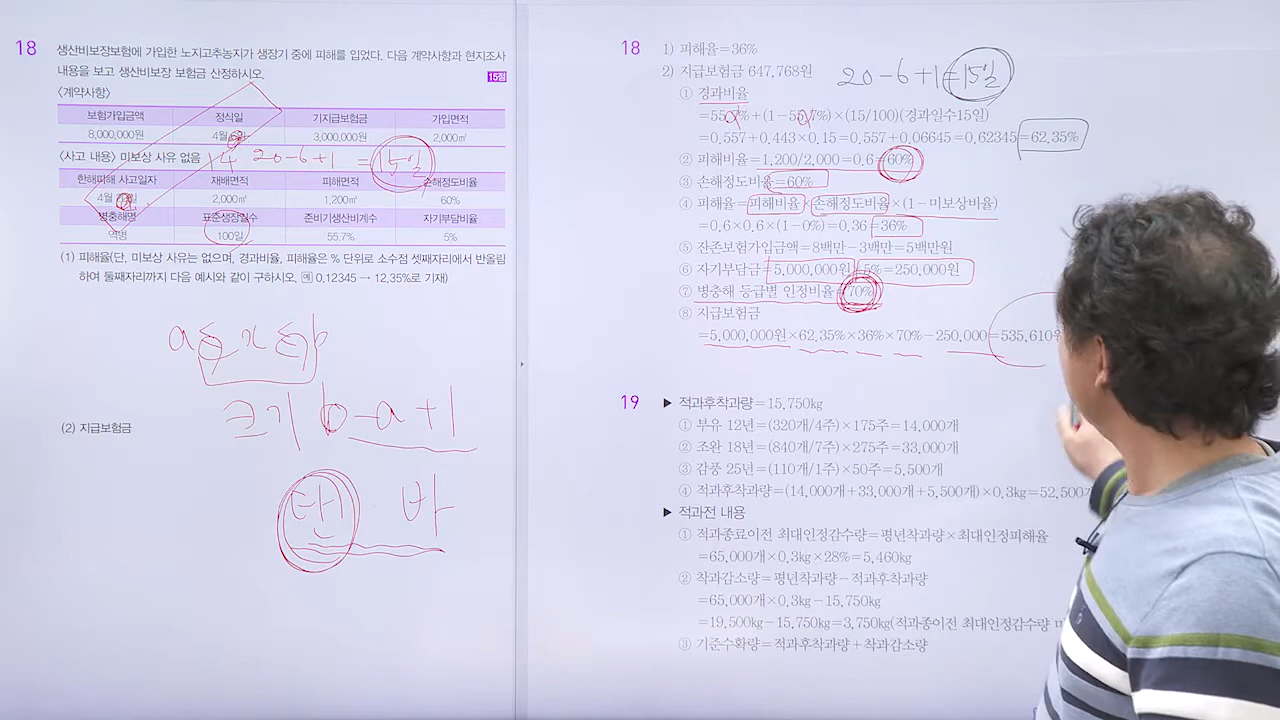 18
생산비보장보험에 가입한 노지고추농지가 생장기 중에 피해를 입었다. 다음 계약사항과 현지조사
내용을 보고 생산비보장 보험금 산정하시오.
15점
<계약사항>
보험가입금액 정식일 기지급보험금 가입면적
8,000,000원 4월 3,000,000원 2,000㎡
<사고 내용> 미보상 사유 없음
14 20-6+1 = 15일
한해피해 사고일자 재배면적 피해면적 손해정도비율
4월 2,000㎡ 1,200㎡ 60%
병충해명 표준생장일수 준비기생산비계수 자기부담비율
역병 100일 55.7% 5%
(1) 피해율(단, 미보상 사유는 없으며, 경과비율, 피해율은 % 단위로 소수점 셋째자리에서 반올림
하여 둘째자리까지 다음 예시와 같이 구하시오. 예 0.12345 → 12.35%로 기재)
a ≤ x ≤ b
크기 b-a+1
(2) 지급보험금
탄 바
18
1) 피해율=36%
2) 지급보험금 647,768원
20-6+1=15일
① 경과비율
=55.7%+(1-55.7%)×(15/100)(경과일수15일)
=0.557+0.443×0.15=0.557+0.06645=0.62345=62.35%
② 피해비율=1,200/2,000=0.6=60%
③ 손해정도비율=60%
④ 피해율=피해비율×손해정도비율×(1-미보상비율)
=0.6×0.6×(1-0%)=0.36=36%
⑤ 잔존보험가입금액=8백만-3백만=5백만원
⑥ 자기부담금=5,000,000원×5%=250,000원
⑦ 병충해 등급별 인정비율=70%
⑧ 지급보험금
=5,000,000원×62.35%×36%×70%-250,000=535,610원
19
▶ 적과후착과량=15,750kg
① 부유 12년=(320개/4주)×175주=14,000개
② 조완 18년=(840개/7주)×275주=33,000개
③ 감풍 25년=(110개/1주)×50주=5,500개
④ 적과후착과량=(14,000개+33,000개+5,500개)×0.3kg=52,500
▶ 적과전 내용
① 적과종료이전 최대인정감수량=평년착과량×최대인정피해율
=65,000개×0.3kg×28%=5,460kg
② 착과감소량=평년착과량-적과후착과량
=65,000개×0.3kg-15,750kg
=19,500kg-15,750kg=3,750kg(적과종이전 최대인정감수량
③ 기준수확량=적과후착과량+착과감소량